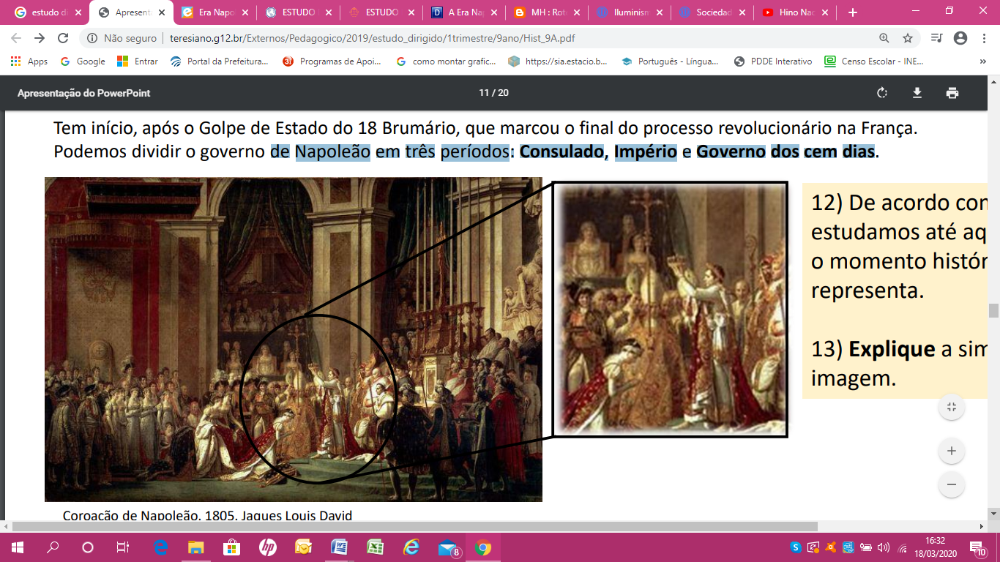 estudo di
Apresent
Era Napo
ESTUDO
ESTUDO
A Era Na
MH : Rot
Iluminism
Sociedad
Hino Nac
Não seguro | teresiano.g12.br/Externos/Pedagogico/2019/estudo_dirigido/1trimestre/9ano/Hist_9A.pdf
Apps
Google
Entrar
Portal da Prefeitura...
Programas de Apoi...
como montar grafic...
https://sia.estacio.b...
Português - Língua...
PDDE Interativo
Censo Escolar - INE...
»
Apresentação do PowerPoint
11 / 20
Tem início, após o Golpe de Estado do 18 Brumário, que marcou o final do processo revolucionário na França.
Podemos dividir o governo de Napoleão em três períodos: Consulado, Império e Governo dos cem dias.
12) De acordo con
estudamos até aq
o momento histór
representa.
13) Explique a sim
imagem.
Coroação de Napoleão. 1805. Jaques Louis David
16:32
18/03/2020
8
10